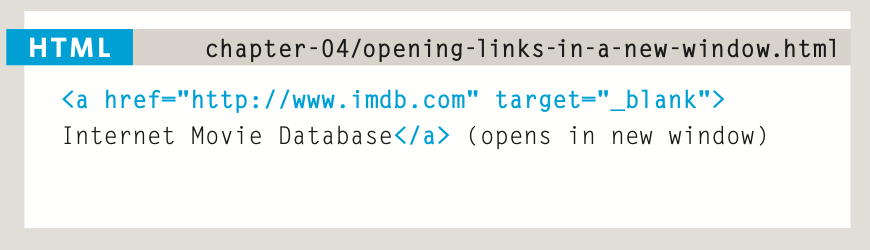 HTML chapter-04/opening-links-in-a-new-window.html
<a href="http://www.imdb.com" target="_blank">
Internet Movie Database</a> (opens in new window)